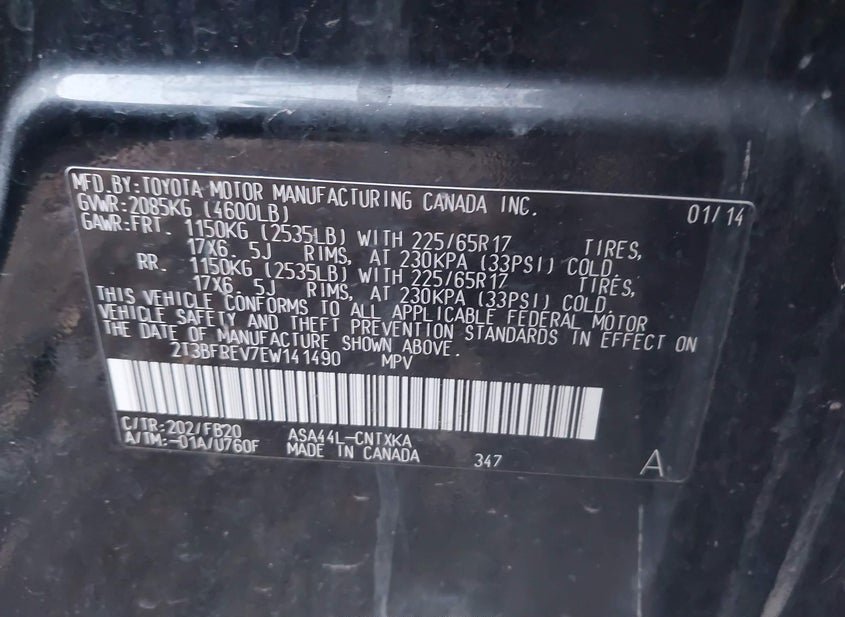 MFD.BY:TOYOTA MOTOR MANUFACTURING CANADA INC. 01/14
GVWR:2085KG (4600LB)
GAWR:FRT. 1150KG (2535LB) WITH 225/65R17 TIRES,
17X6.5J RIMS, AT 230KPA (33PSI) COLD.
RR. 1150KG (2535LB) WITH 225/65R17 TIRES,
17X6.5J RIMS, AT 230KPA (33PSI) COLD.
THIS VEHICLE CONFORMS TO ALL APPLICABLE FEDERAL MOTOR
VEHICLE SAFETY AND THEFT PREVENTION STANDARDS IN EFFECT ON
THE DATE OF MANUFACTURE SHOWN ABOVE.
2T3BFREV7EW141490 MPV
C/TR:202/FB20 ASA44L-CNTXKA
A/TM:-01A/U760F MADE IN CANADA 347 A